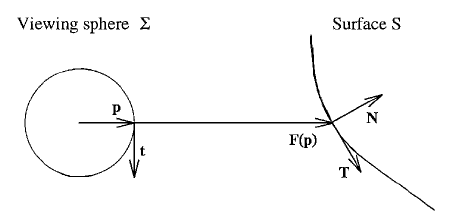 Viewing sphere Σ
Surface S
p
N
t
F(p)
T